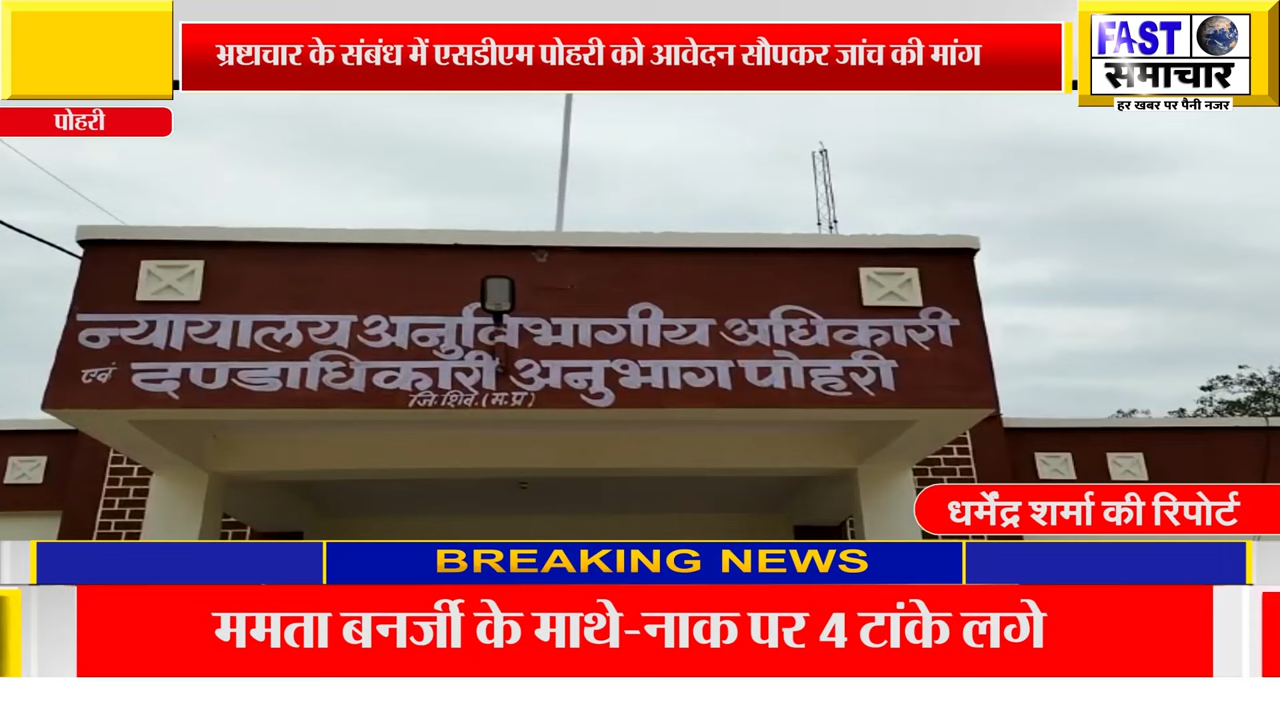 भ्रष्टाचार के संबंध में एसडीएम पोहरी को आवेदन सौपकर जांच की मांग
FAST
समाचार
हर खबर पर पैनी नजर
पोहरी
न्यायालय अनुविभागीय अधिकारी
एवं दण्डाधिकारी अनुभाग पोहरी
जि. शिव. (म.प्र)
धर्मेंद्र शर्मा की रिपोर्ट
BREAKING NEWS
ममता बनर्जी के माथे-नाक पर 4 टांके लगे